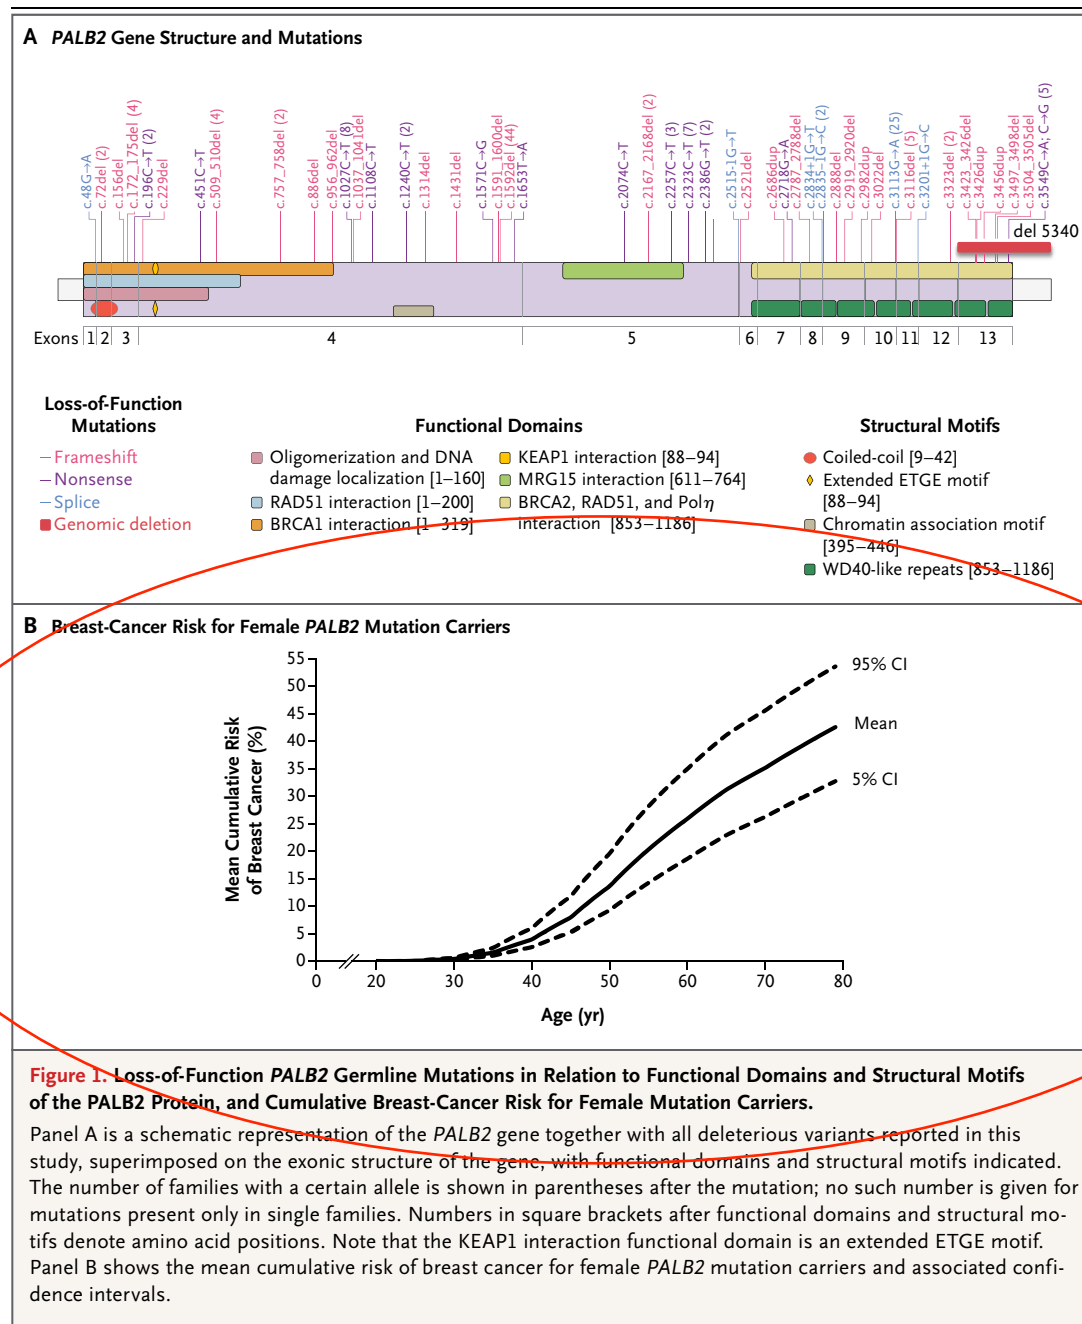 A PALB2 Gene Structure and Mutations
c.48G→A
c.72del (2)
c.156del
c.172_175del (4)
c.196C→T (2)
c.229del
c.451C→T
c.509_510del (4)
c.757_758del (2)
c.886del
c.956_962del
c.1027C→T (8)
c.1037_1041del
c.1108C→T
c.1240C→T (2)
c.1314del
c.1431del
c.1571C→G
c.1591_1600del
c.1592del (44)
c.1653T→A
c.2074C→T
c.2167_2168del (2)
c.2257C→T (3)
c.2323C→T (7)
c.2386G→T (2)
c.2515-1G→T
c.2521del
c.2686dup
c.2718G→A
c.2787_2788del
c.2834+1G→T
c.2835-1G→C (2)
c.2888del
c.2919_2920del
c.2982dup
c.3022del
c.3113G→A (25)
c.3116del (5)
c.3201+1G→C
c.3323del (2)
c.3423_3426del
c.3426dup
c.3456dup
c.3497_3498del
c.3504_3505del
c.3549C→A; C→G (5)
del 5340
Exons 1 2 3 4 5 6 7 8 9 10 11 12 13
Loss-of-Function
Mutations
Frameshift
Nonsense
Splice
Genomic deletion
Functional Domains
Oligomerization and DNA
damage localization [1–160]
RAD51 interaction [1–200]
BRCA1 interaction [1–319]
KEAP1 interaction [88–94]
MRG15 interaction [611–764]
BRCA2, RAD51, and Polη
interaction [853–1186]
Structural Motifs
Coiled-coil [9–42]
Extended ETGE motif
[88–94]
Chromatin association motif
[395–446]
WD40-like repeats [853–1186]
B Breast-Cancer Risk for Female PALB2 Mutation Carriers
Mean Cumulative Risk
of Breast Cancer (%)
55
50
45
40
35
30
25
20
15
10
5
0
95% CI
Mean
5% CI
0 20 30 40 50 60 70 80
Age (yr)
Figure 1. Loss-of-Function PALB2 Germline Mutations in Relation to Functional Domains and Structural Motifs
of the PALB2 Protein, and Cumulative Breast-Cancer Risk for Female Mutation Carriers.
Panel A is a schematic representation of the PALB2 gene together with all deleterious variants reported in this
study, superimposed on the exonic structure of the gene, with functional domains and structural motifs indicated.
The number of families with a certain allele is shown in parentheses after the mutation; no such number is given for
mutations present only in single families. Numbers in square brackets after functional domains and structural mo-
tifs denote amino acid positions. Note that the KEAP1 interaction functional domain is an extended ETGE motif.
Panel B shows the mean cumulative risk of breast cancer for female PALB2 mutation carriers and associated confi-
dence intervals.